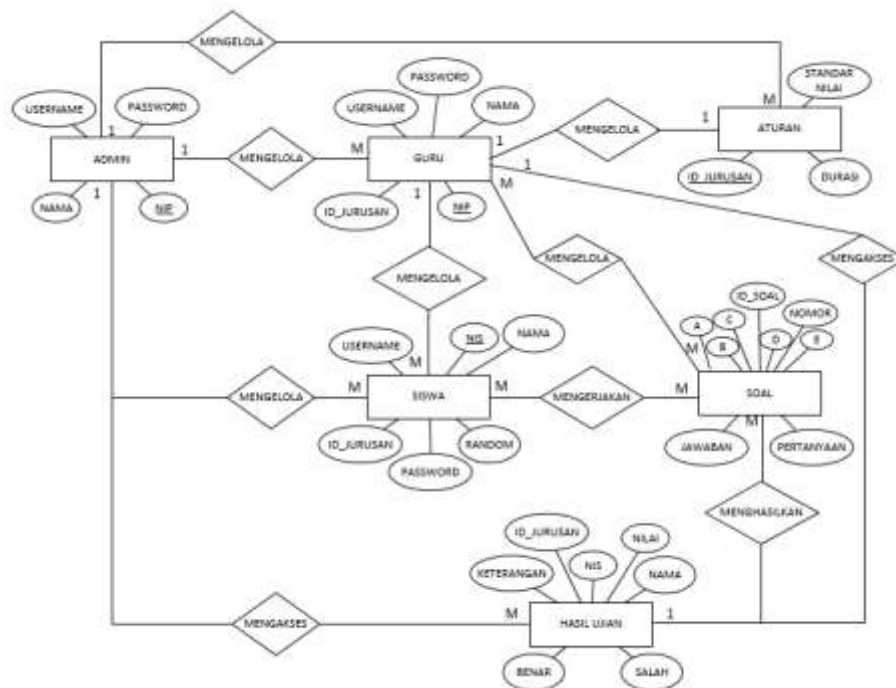 MENGELOLA
PASSWORD
STANDAR
NILAI
USERNAME
PASSWORD
USERNAME
NAMA
M
1
1
1
MENGELOLA
1
ATURAN
ADMIN
1
MENGELOLA
M
GURU
1
1
M
NAMA
NIP
ID_JURUSAN
1
NIP
ID_JURUSAN
DURASI
MENGELOLA
MENGAKSES
MENGELOLA
ID_SOAL
NOMOR
A
C
B
D
E
USERNAME
NIS
NAMA
M
M
MENGELOLA
M
SISWA
M
MENGERJAKAN
M
SOAL
M
ID_JURUSAN
RANDOM
PASSWORD
JAWABAN
PERTANYAAN
MENGHASILKAN
ID_JURUSAN
NILAI
NIS
KETERANGAN
NAMA
MENGAKSES
M
HASIL UJIAN
1
BENAR
SALAH